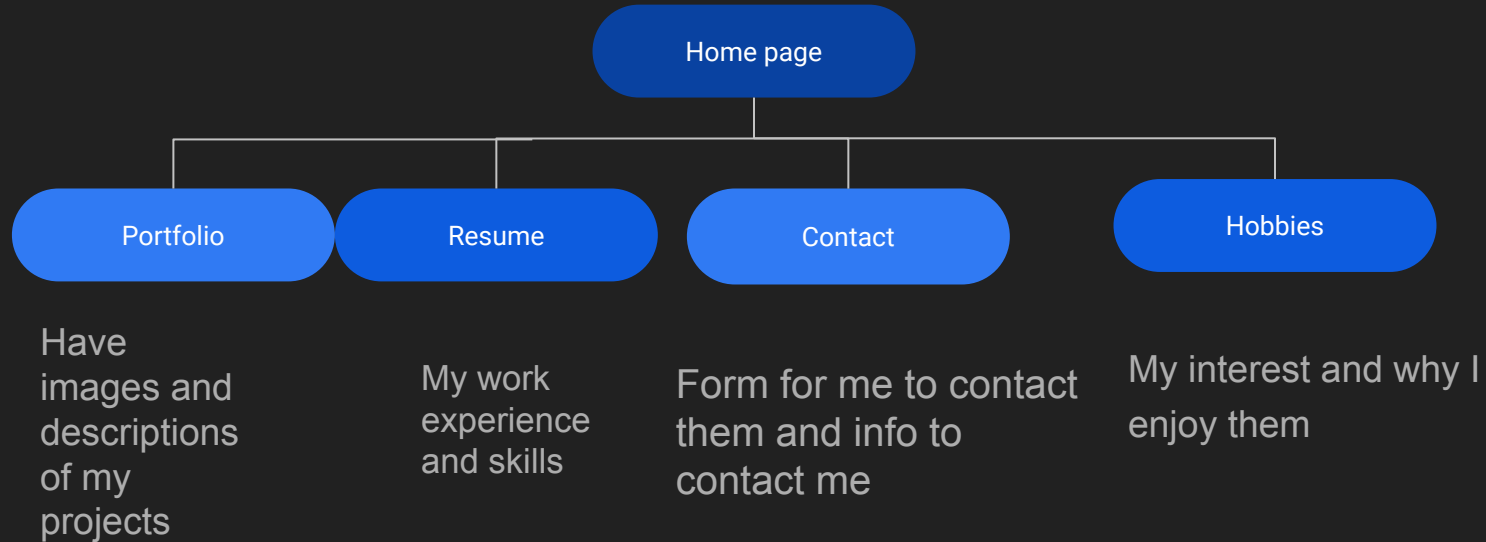 Home page
Portfolio
Resume
Contact
Hobbies
Have
images and
descriptions
of my
projects
My work
experience
and skills
Form for me to contact
them and info to
contact me
My interest and why I
enjoy them